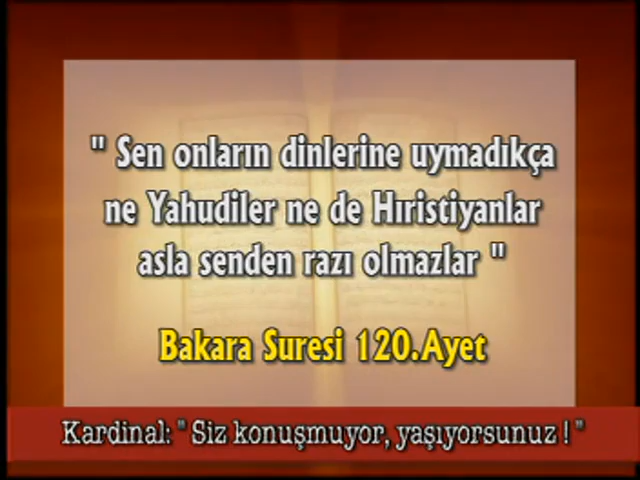 " Sen onların dinlerine uymadıkça
ne Yahudiler ne de Hıristiyanlar
asla senden razı olmazlar "
Bakara Suresi 120.Ayet
Kardinal: " Siz konuşmuyor, yaşıyorsunuz ! "